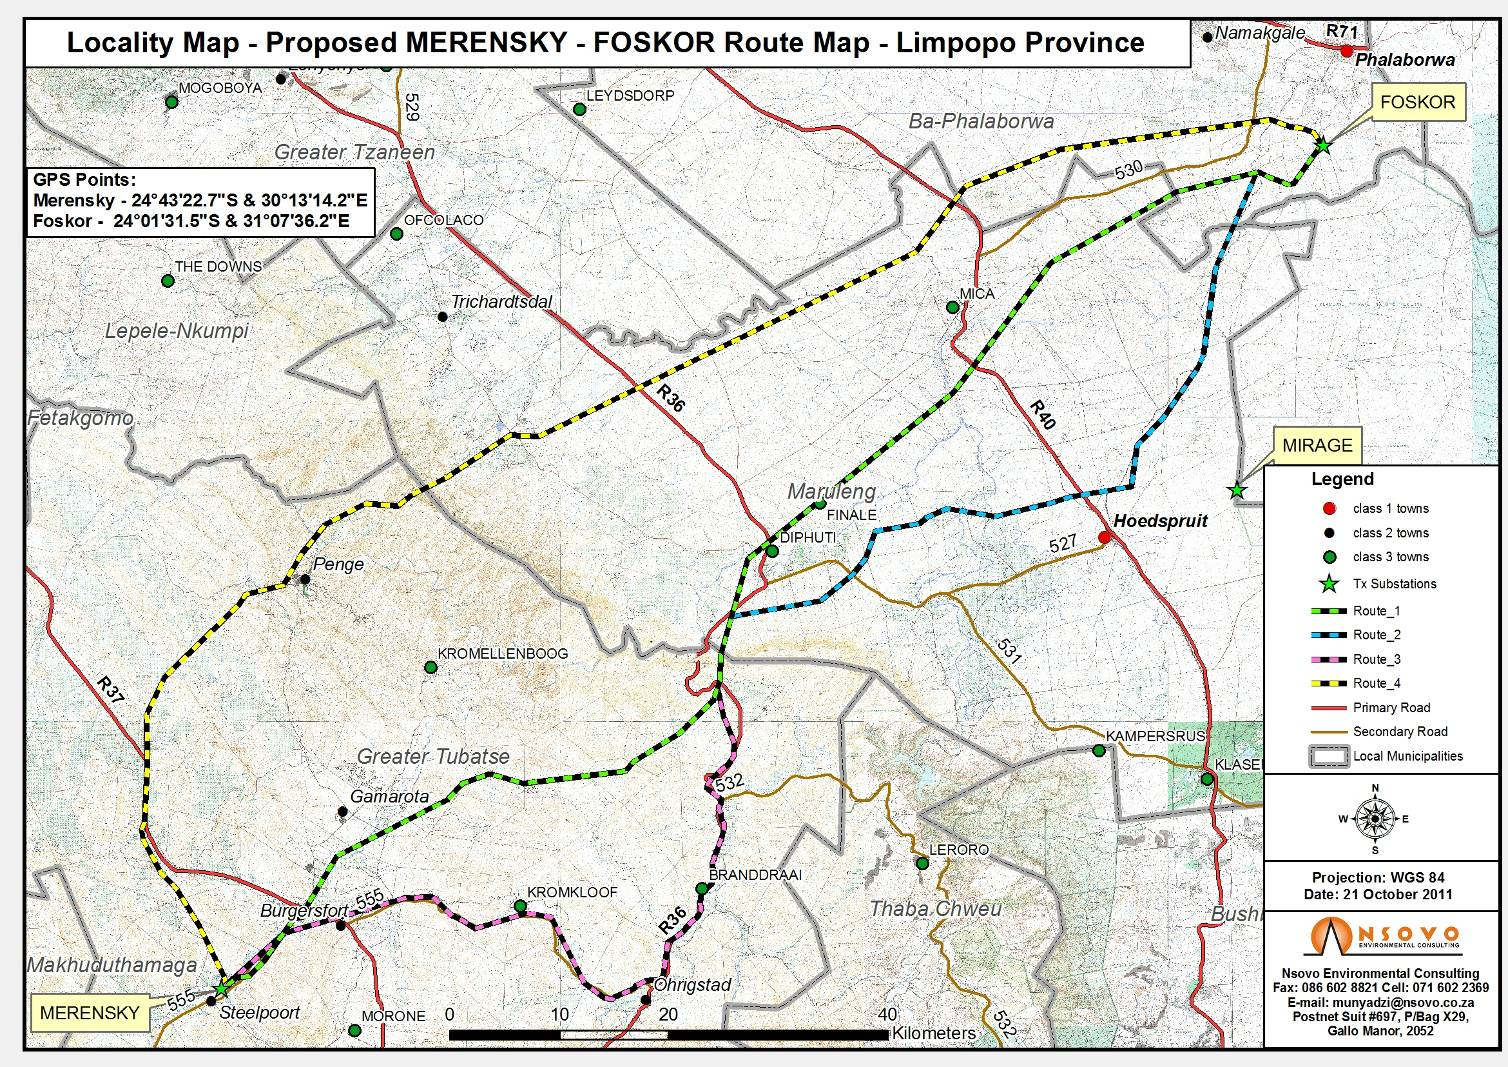 Locality Map - Proposed MERENSKY - FOSKOR Route Map - Limpopo Province
Namakgale
R71
Phalaborwa
FOSKOR
MOGOBOYA
529
LEYDSDORP
Ba-Phalaborwa
Greater Tzaneen
530
GPS Points:
Merensky - 24°43'22.7"S & 30°13'14.2"E
Foskor - 24°01'31.5"S & 31°07'36.2"E
OFCOLACO
THE DOWNS
MICA
Trichardtsdal
Lepele-Nkumpi
R36
R40
Fetakgomo
MIRAGE
Maruleng
FINALE
Hoedspruit
DIPHUTI
527
Penge
531
KROMELLENBOOG
R37
KAMPERSRUS
Greater Tubatse
KLASE
532
Gamarota
LERORO
BRANDDRAAI
KROMKLOOF
555
Burgersfort
Thaba Chweu
Bush
R36
Makhuduthamaga
Ohrigstad
555
MERENSKY
Steelpoort
MORONE
532
0 10 20 40
Kilometers
Legend
class 1 towns
class 2 towns
class 3 towns
Tx Substations
Route_1
Route_2
Route_3
Route_4
Primary Road
Secondary Road
Local Municipalities
N
W E
S
Projection: WGS 84
Date: 21 October 2011
NSOVO
ENVIRONMENTAL CONSULTING
Nsovo Environmental Consulting
Fax: 086 602 8821 Cell: 071 602 2369
E-mail: munyadzi@nsovo.co.za
Postnet Suit #697, P/Bag X29,
Gallo Manor, 2052